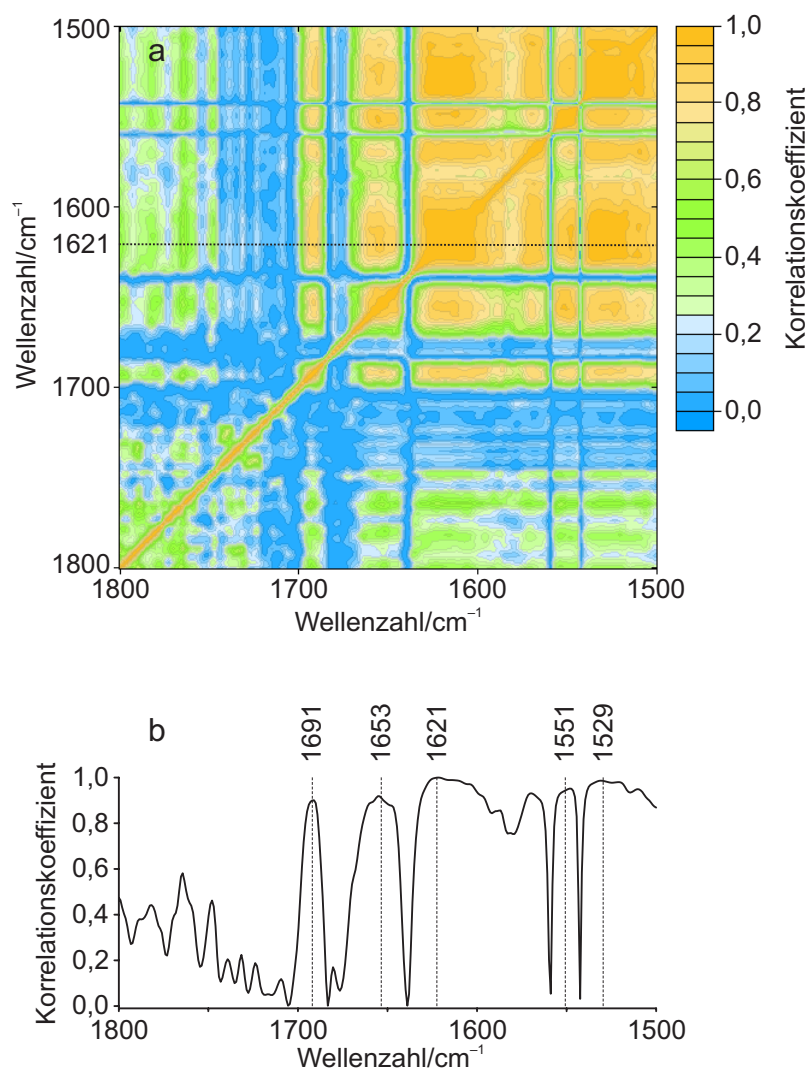 a
1500
1600
1621
1700
1800
Wellenzahl/cm⁻¹
1800 1700 1600 1500
Wellenzahl/cm⁻¹
1,0
0,8
0,6
0,4
0,2
0,0
Korrelationskoeffizient
b
1691 1653 1621 1551 1529
1,0
0,8
0,6
0,4
0,2
0,0
Korrelationskoeffizient
1800 1700 1600 1500
Wellenzahl/cm⁻¹